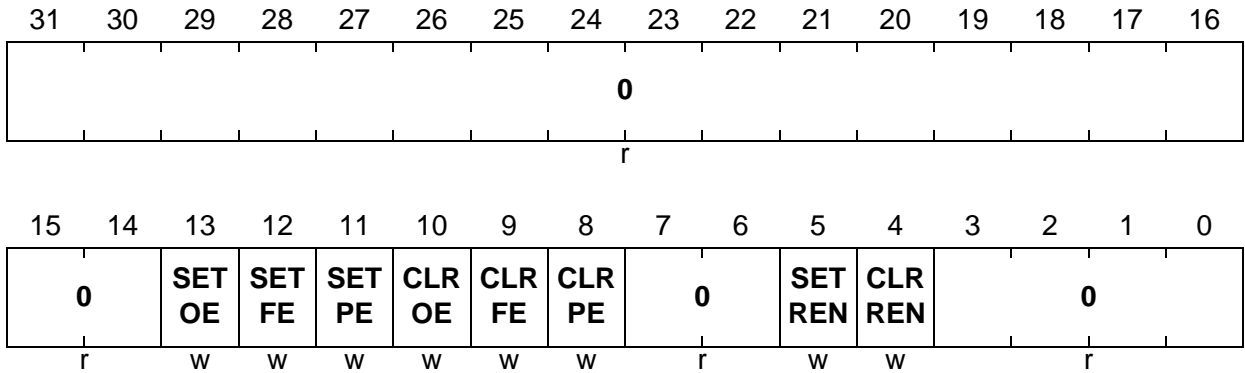 31 30 29 28 27 26 25 24 23 22 21 20 19 18 17 16
0
r
15 14 13 12 11 10 9 8 7 6 5 4 3 2 1 0
0 SET OE SET FE SET PE CLR OE CLR FE CLR PE 0 SET REN CLR REN 0
r w w w w w w r w w r